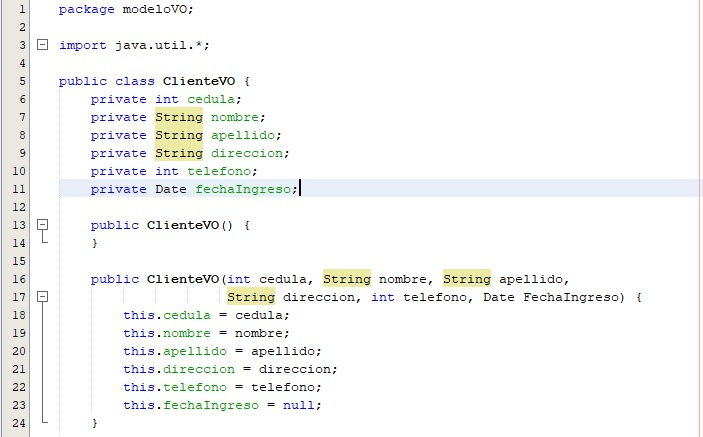 1 package modeloVO;
2
3 import java.util.*;
4
5 public class ClienteVO {
6 private int cedula;
7 private String nombre;
8 private String apellido;
9 private String direccion;
10 private int telefono;
11 private Date fechaIngreso;
12
13 public ClienteVO() {
14 }
15
16 public ClienteVO(int cedula, String nombre, String apellido,
17 String direccion, int telefono, Date FechaIngreso) {
18 this.cedula = cedula;
19 this.nombre = nombre;
20 this.apellido = apellido;
21 this.direccion = direccion;
22 this.telefono = telefono;
23 this.fechaIngreso = null;
24 }